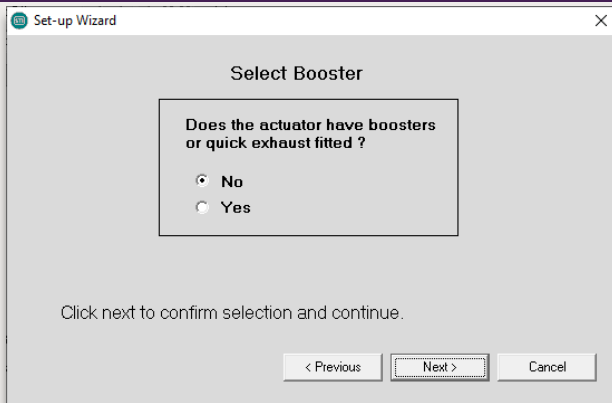 Set-up Wizard
Select Booster
Does the actuator have boosters
or quick exhaust fitted ?
No
Yes
Click next to confirm selection and continue.
< Previous
Next >
Cancel